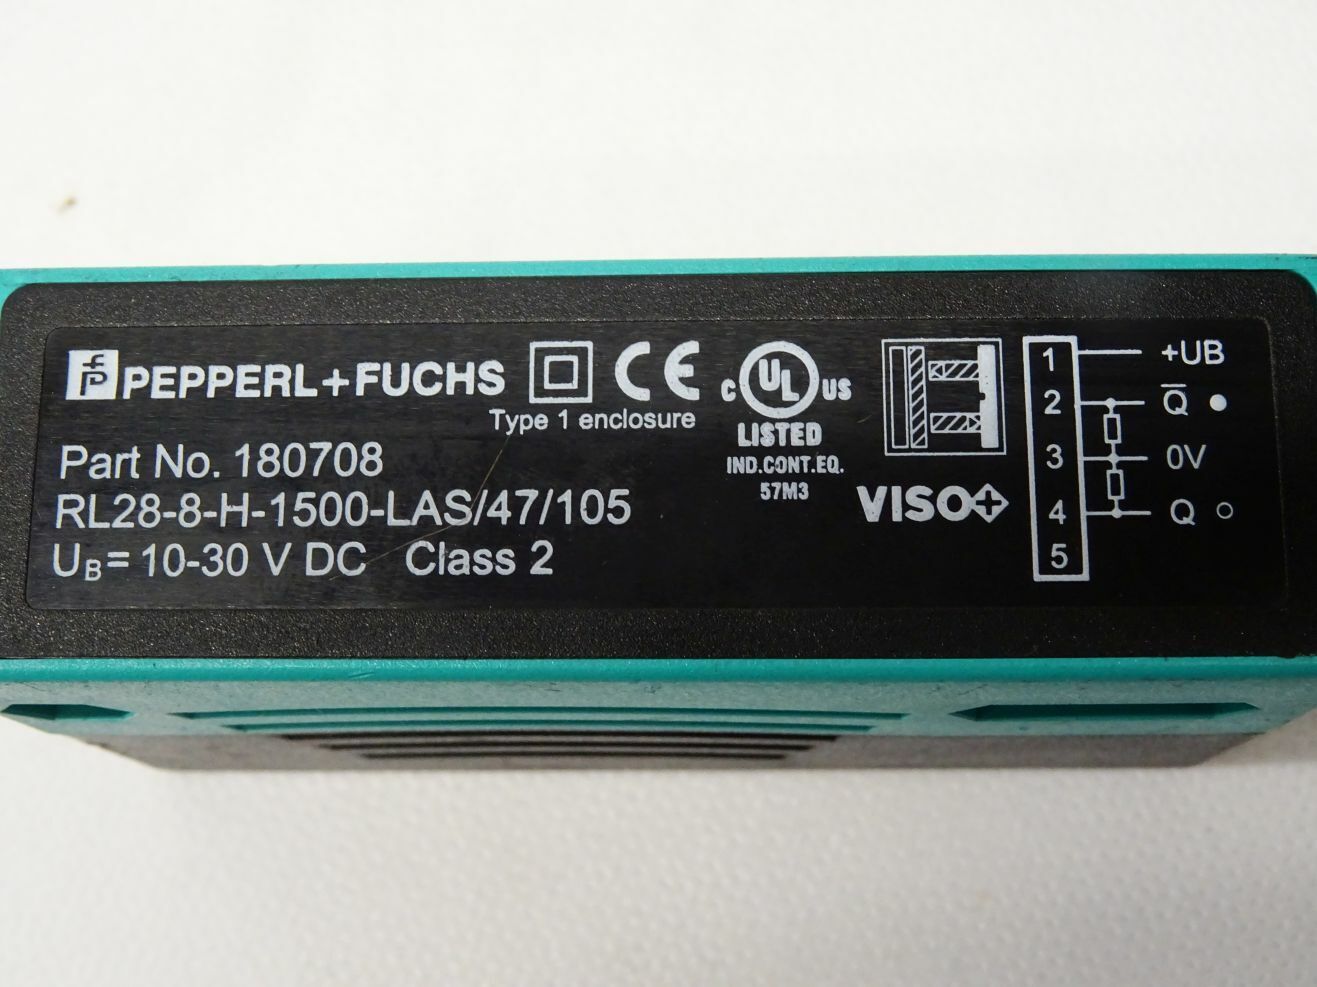 PEPPERL+FUCHS
Type 1 enclosure
Part No. 180708
RL28-8-H-1500-LAS/47/105
UB= 10-30 V DC Class 2
CE
C UL US
LISTED
IND.CONT.EQ.
57M3
VISO+
1 +UB
2 Q̅
3 0V
4 Q
5